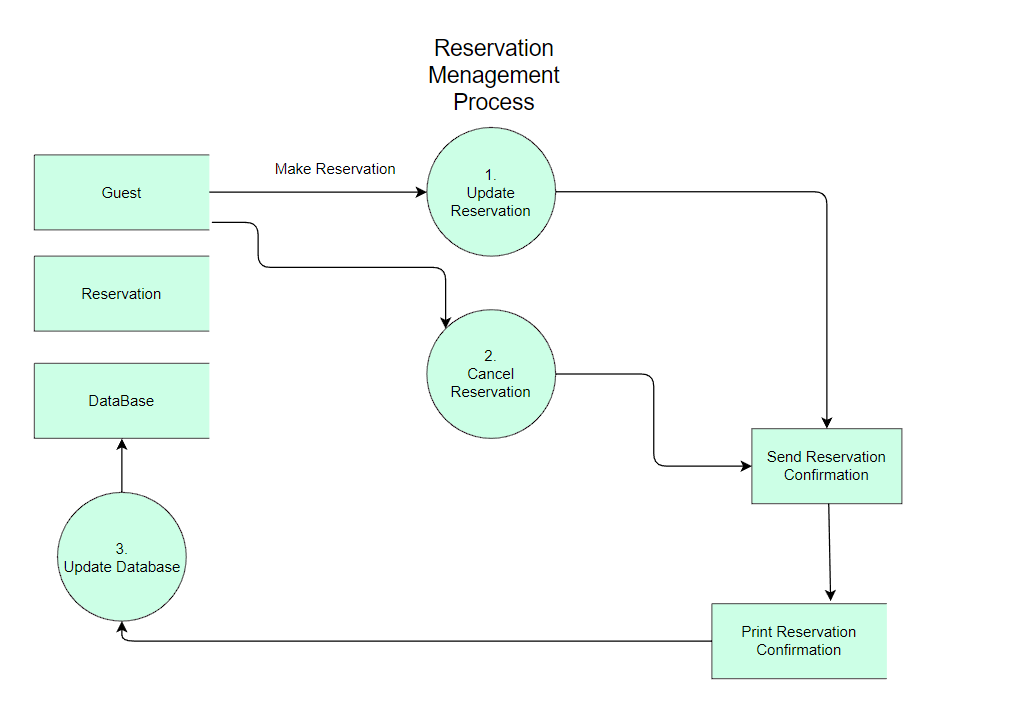 Reservation
Menagement
Process
Guest
Make Reservation
1.
Update
Reservation
Reservation
DataBase
2.
Cancel
Reservation
Send Reservation
Confirmation
3.
Update Database
Print Reservation
Confirmation